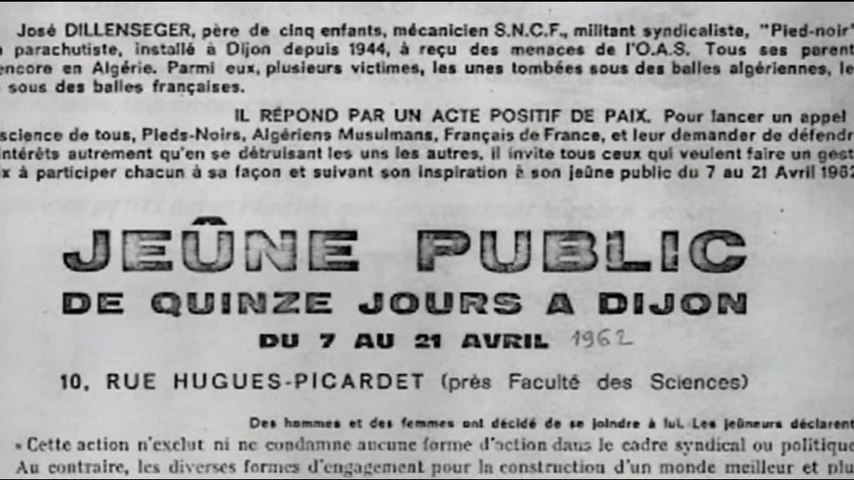 José DILLENSEGER, père de cinq enfants, mécanicien S.N.C.F., militant syndicaliste, "Pied-noir"
parachutiste, installé à Dijon depuis 1944, à reçu des menaces de l'O.A.S. Tous ses parent
encore en Algérie. Parmi eux, plusieurs victimes, les unes tombées sous des balles algériennes, le
sous des balles françaises.
IL RÉPOND PAR UN ACTE POSITIF DE PAIX. Pour lancer un appel
science de tous, Pieds-Noirs, Algériens Musulmans, Français de France, et leur demander de défendr
intérêts autrement qu'en se détruisant les uns les autres, il invite tous ceux qui veulent faire un gest
ix à participer chacun à sa façon et suivant son inspiration à son jeûne public du 7 au 21 Avril 1962
JEÛNE PUBLIC
DE QUINZE JOURS A DIJON
DU 7 AU 21 AVRIL 1962
10, RUE HUGUES-PICARDET (près Faculté des Sciences)
Des hommes et des femmes ont décidé de se joindre à lui. Les jeûneurs déclarent
« Cette action n'exclut ni ne condamne aucune forme d'action dans le cadre syndical ou politique
Au contraire, les diverses formes d'engagement pour la construction d'un monde meilleur et plu